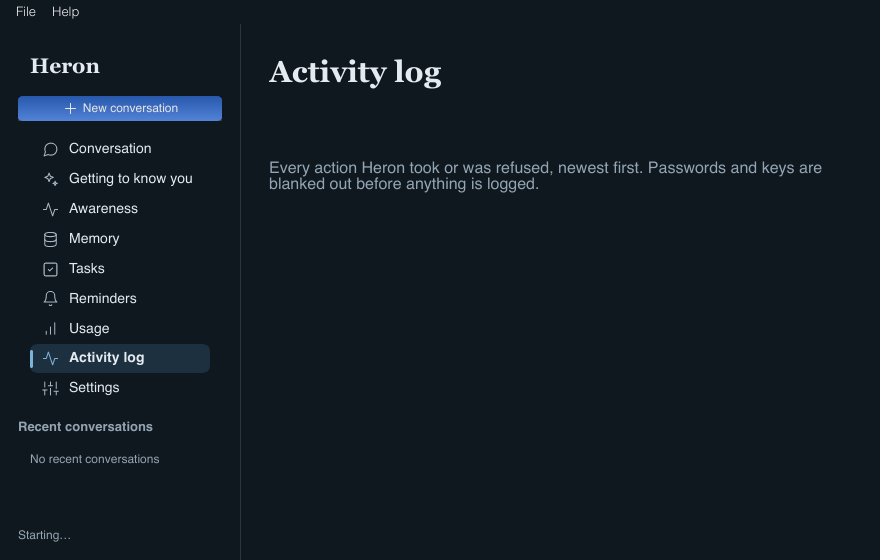 File Help
Heron
New conversation
Conversation
Getting to know you
Awareness
Memory
Tasks
Reminders
Usage
Activity log
Settings
Recent conversations
No recent conversations
Starting…
Activity log
Every action Heron took or was refused, newest first. Passwords and keys are
blanked out before anything is logged.